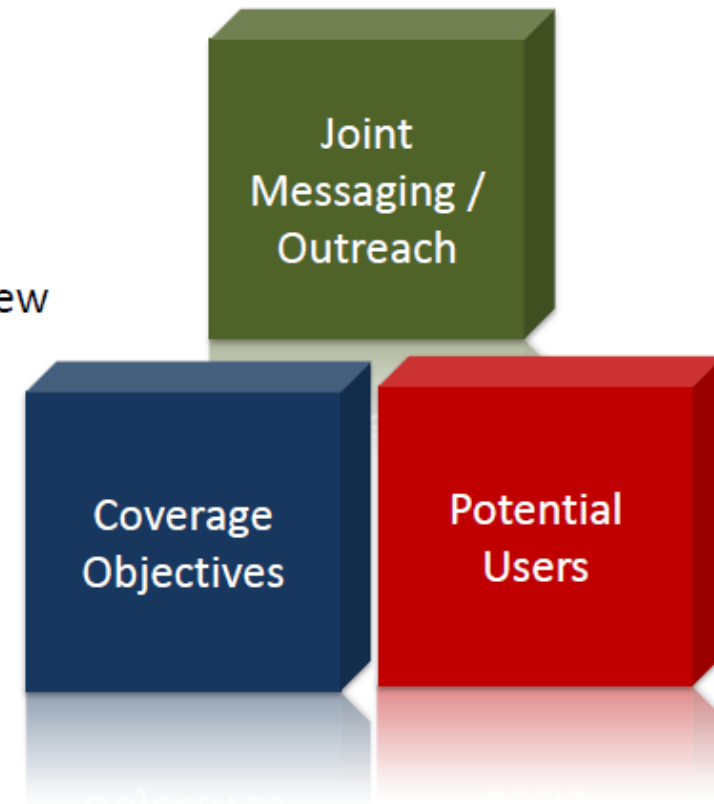 Joint
Messaging /
Outreach
ew
Coverage
Objectives
Potential
Users